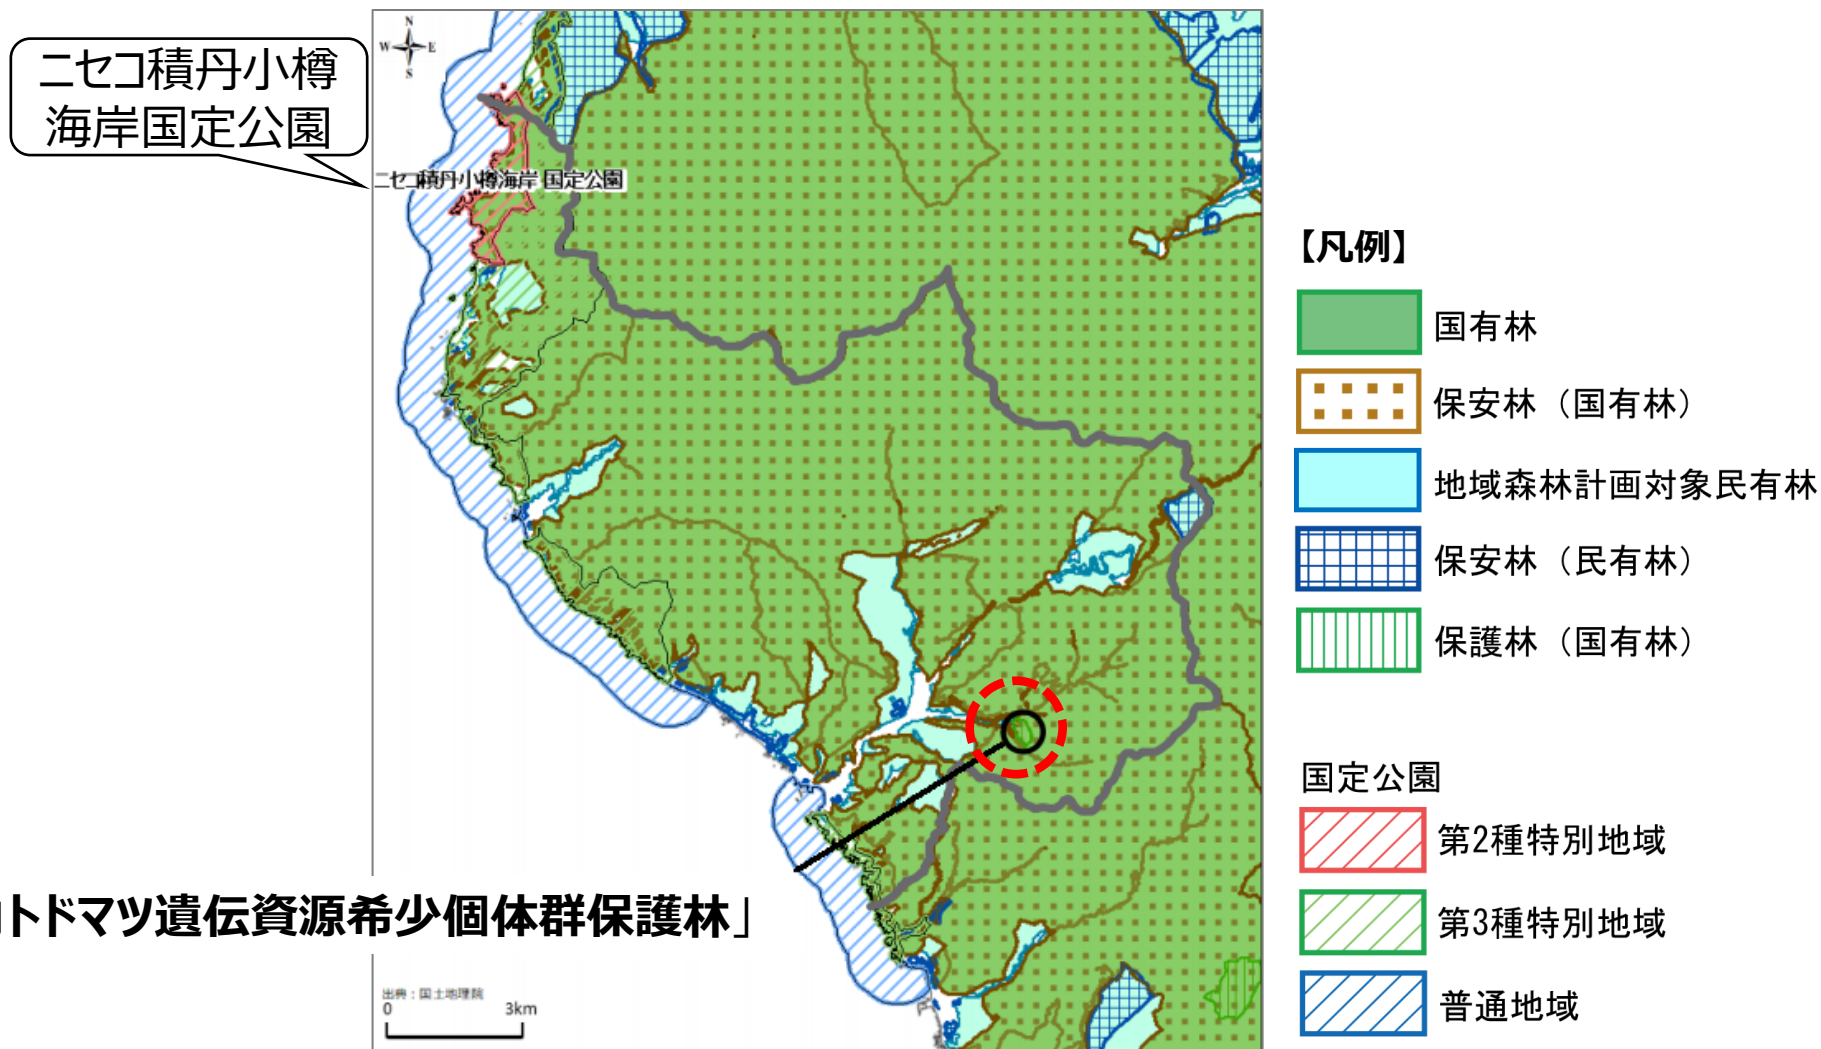 ニセコ積丹小樽
海岸国定公園
N
W E
S
ニセコ積丹小樽海岸 国定公園
【凡例】
国有林
保安林（国有林）
地域森林計画対象民有林
保安林（民有林）
保護林（国有林）
国定公園
第2種特別地域
第3種特別地域
普通地域
トドマツ遺伝資源希少個体群保護林」
出典：国土地理院
0 3km